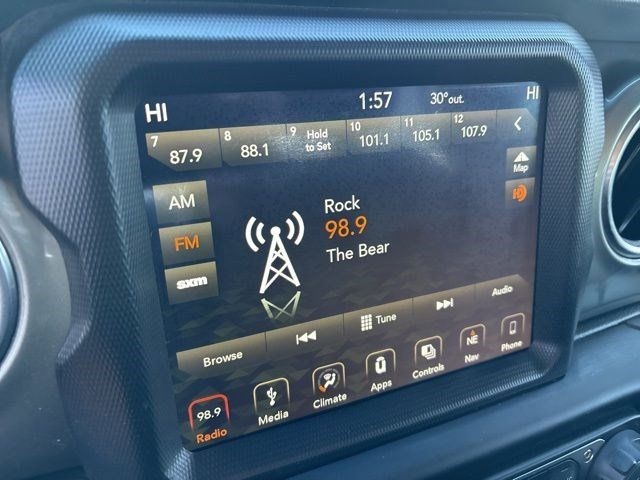 HI 1:57 30°out. HI
7 87.9 8 88.1 9 Hold to Set 10 101.1 11 105.1 12 107.9
Map
AM
Rock
HD
98.9
FM
The Bear
sxm
Browse Tune Audio
98.9 NE
Radio Media Climate Apps Controls Nav Phone